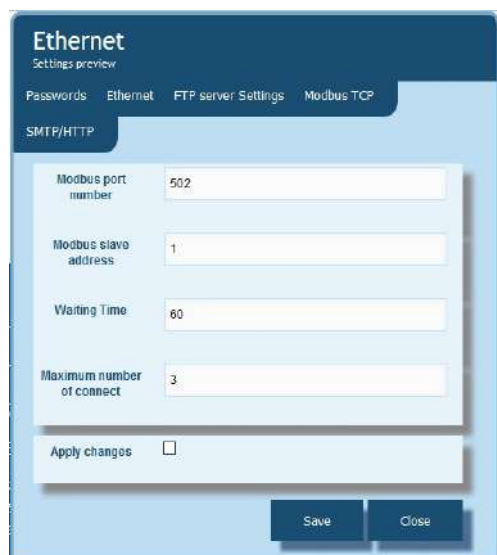 Ethernet
Settings preview
Passwords Ethernet FTP server Settings Modbus TCP
SMTP/HTTP
Modbus port
number
502
Modbus slave
address
1
Waiting Time
60
Maximum number
of connect
3
Apply changes
Save Close